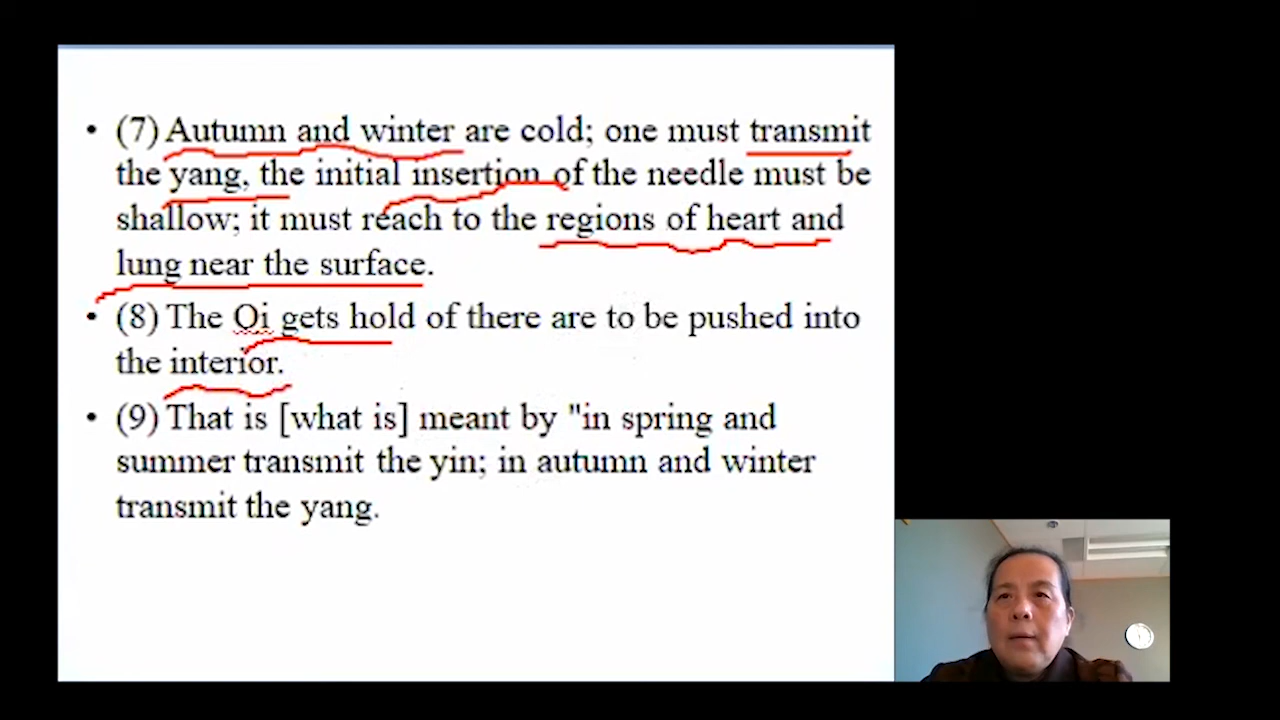 • (7) Autumn and winter are cold; one must transmit
the yang, the initial insertion of the needle must be
shallow; it must reach to the regions of heart and
lung near the surface.
• (8) The Qi gets hold of there are to be pushed into
the interior.
• (9) That is [what is] meant by "in spring and
summer transmit the yin; in autumn and winter
transmit the yang.